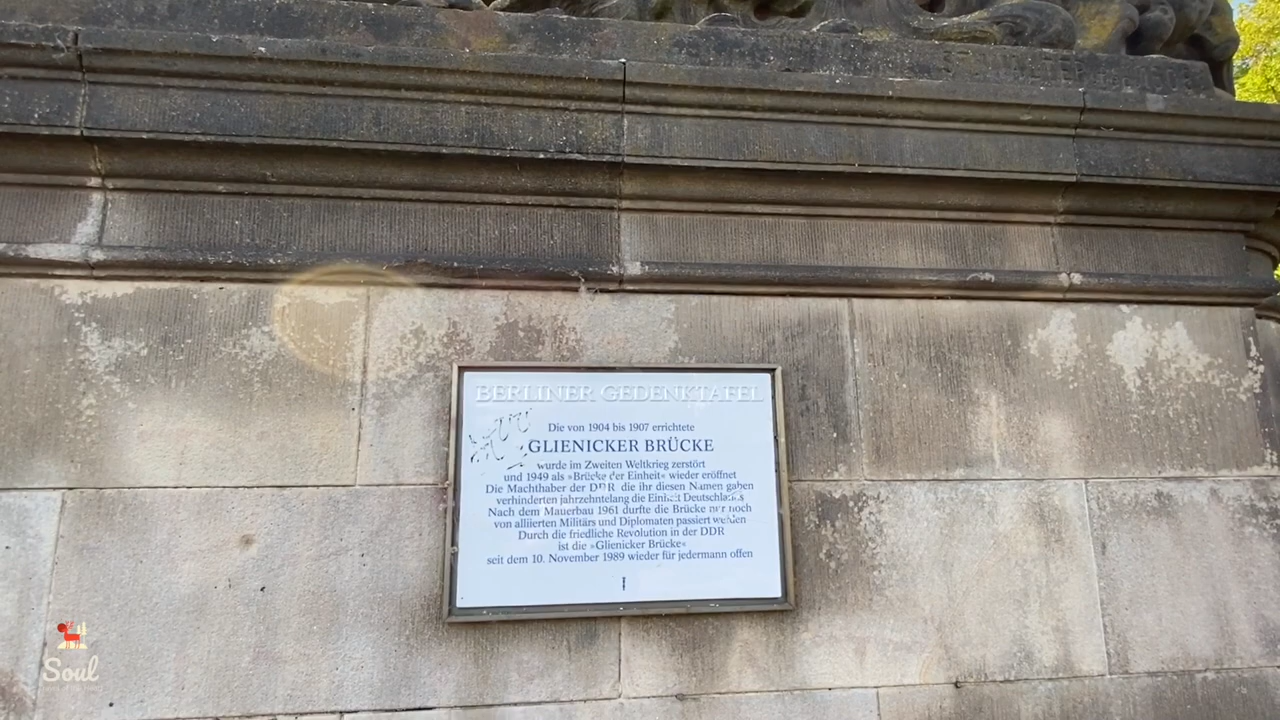 BERLINER GEDENKTAFEL
Die von 1904 bis 1907 errichtete
GLIENICKER BRÜCKE
wurde im Zweiten Weltkrieg zerstört
und 1949 als »Brücke der Einheit« wieder eröffnet
Die Machthaber der DDR die ihr diesen Namen gaben
verhinderten jahrzehntelang die Einheit Deutschlands
Nach dem Mauerbau 1961 durfte die Brücke nur noch
von alliierten Militärs und Diplomaten passiert werden
Durch die friedliche Revolution in der DDR
ist die »Glienicker Brücke«
seit dem 10. November 1989 wieder für jedermann offen
Soul